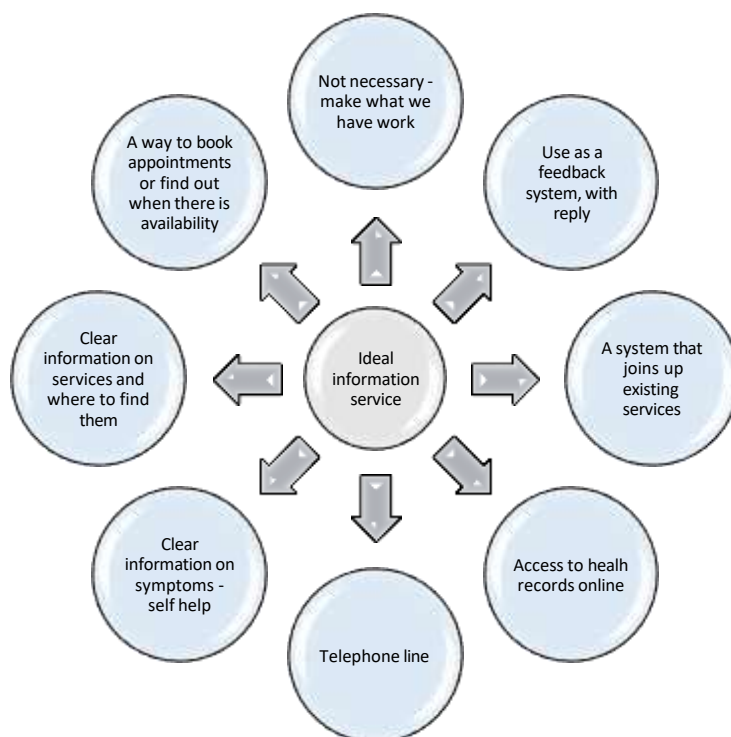 Not necessary -
make what we
have work
Use as a
feedback
system, with
reply
A system that
joins up
existing
services
Access to healh
records online
Telephone line
Clear
information on
symptoms -
self help
Clear
information on
services and
where to find
them
A way to book
appointments
or find out
when there is
availability
Ideal
information
service